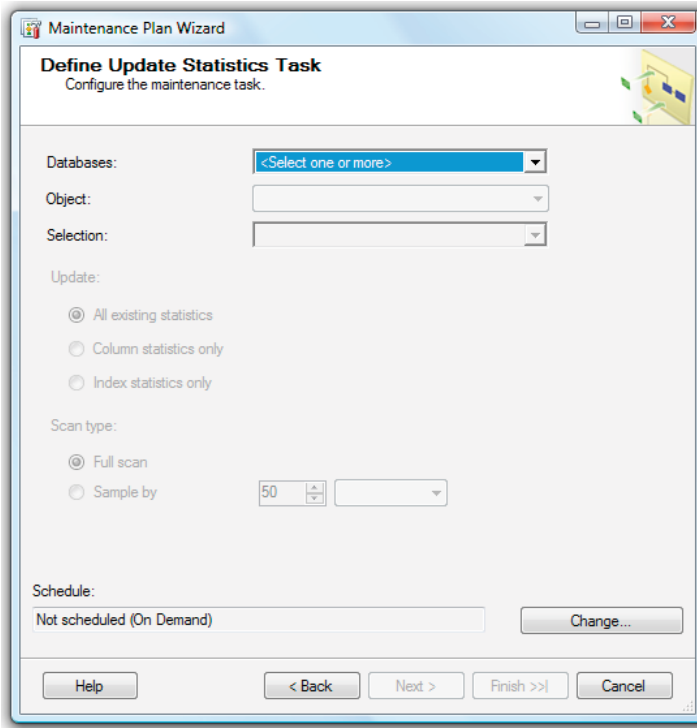 Maintenance Plan Wizard
Define Update Statistics Task
Configure the maintenance task.
Databases: <Select one or more>
Object:
Selection:
Update:
All existing statistics
Column statistics only
Index statistics only
Scan type:
Full scan
Sample by 50
Schedule:
Not scheduled (On Demand) Change...
Help < Back Next > Finish >>| Cancel